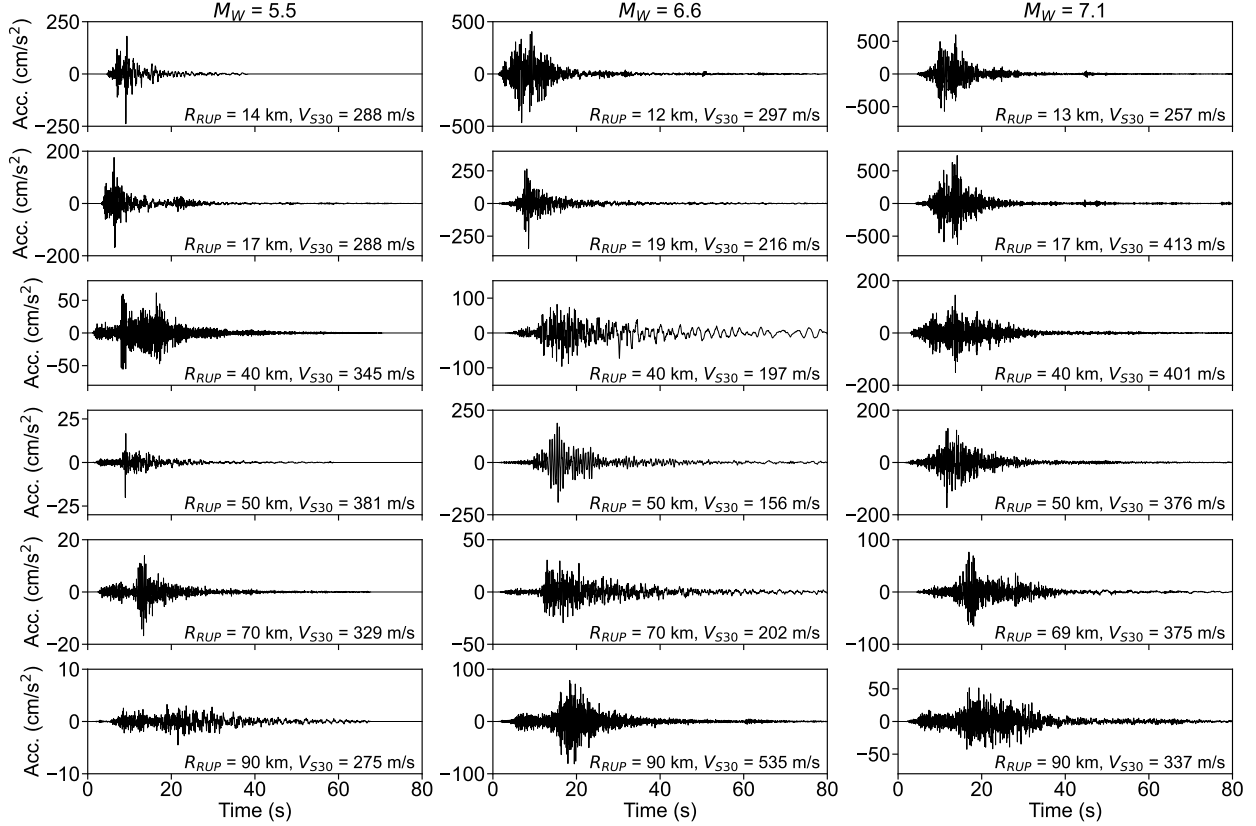 M_W = 5.5 M_W = 6.6 M_W = 7.1
250 500 500
Acc. (cm/s²) 0 0 0
−250 −500 −500
R_RUP = 14 km, V_S30 = 288 m/s R_RUP = 12 km, V_S30 = 297 m/s R_RUP = 13 km, V_S30 = 257 m/s
200 250 500
Acc. (cm/s²) 0 0 0
−200 −250 −500
R_RUP = 17 km, V_S30 = 288 m/s R_RUP = 19 km, V_S30 = 216 m/s R_RUP = 17 km, V_S30 = 413 m/s
50 100 200
Acc. (cm/s²) 0 0 0
−50 −100 −200
R_RUP = 40 km, V_S30 = 345 m/s R_RUP = 40 km, V_S30 = 197 m/s R_RUP = 40 km, V_S30 = 401 m/s
25 250 200
Acc. (cm/s²) 0 0 0
−25 −250 −200
R_RUP = 50 km, V_S30 = 381 m/s R_RUP = 50 km, V_S30 = 156 m/s R_RUP = 50 km, V_S30 = 376 m/s
20 50 100
Acc. (cm/s²) 0 0 0
−20 −50 −100
R_RUP = 70 km, V_S30 = 329 m/s R_RUP = 70 km, V_S30 = 202 m/s R_RUP = 69 km, V_S30 = 375 m/s
10 100 50
Acc. (cm/s²) 0 0 0
−10 −100 −50
R_RUP = 90 km, V_S30 = 275 m/s R_RUP = 90 km, V_S30 = 535 m/s R_RUP = 90 km, V_S30 = 337 m/s
0 20 40 60 80 0 20 40 60 80 0 20 40 60 80
Time (s) Time (s) Time (s)